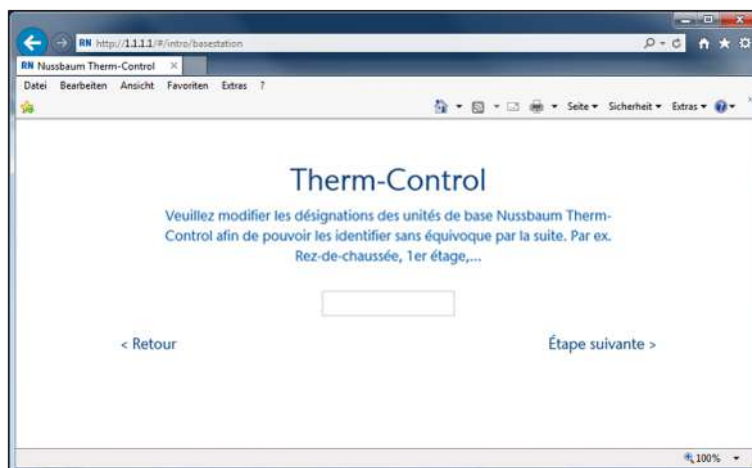 RN http://1.1.1.1/#/intro/basestation
RN Nussbaum Therm-Control
Datei Bearbeiten Ansicht Favoriten Extras ?
Seite Sicherheit Extras
Therm-Control
Veuillez modifier les désignations des unités de base Nussbaum Therm-
Control afin de pouvoir les identifier sans équivoque par la suite. Par ex.
Rez-de-chaussée, 1er étage,...
< Retour Étape suivante >
100%